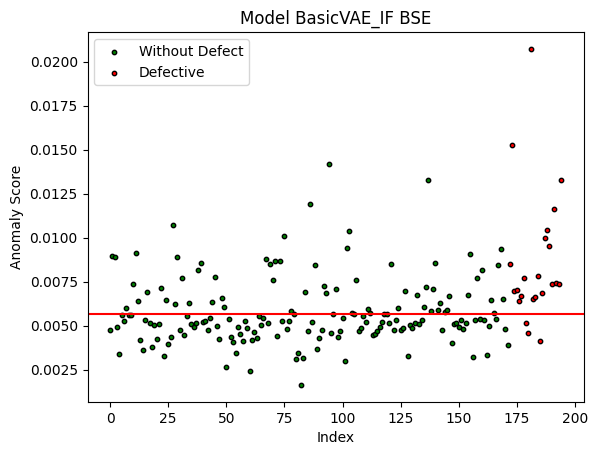 Model BasicVAE_IF BSE
Without Defect
Defective
Anomaly Score
0.0200
0.0175
0.0150
0.0125
0.0100
0.0075
0.0050
0.0025
0 25 50 75 100 125 150 175 200
Index